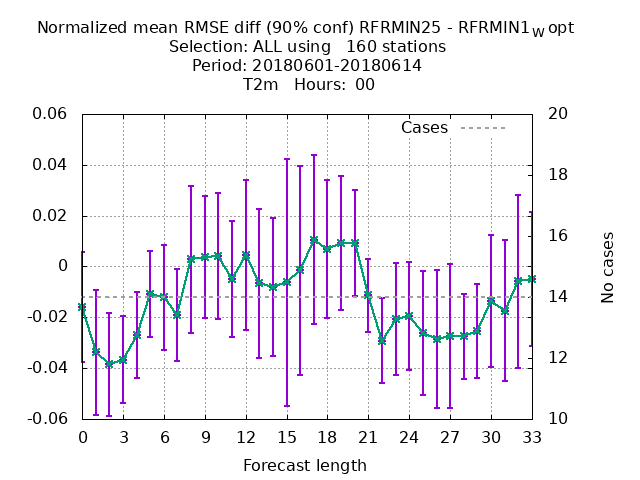 Normalized mean RMSE diff (90% conf) RFRMIN25 - RFRMIN1Wopt
Selection: ALL using   160 stations
Period: 20180601-20180614
T2m   Hours:  00
0.06
0.04
0.02
0
-0.02
-0.04
-0.06
Cases
20
18
16
14
12
10
No cases
0 3 6 9 12 15 18 21 24 27 30 33
Forecast length